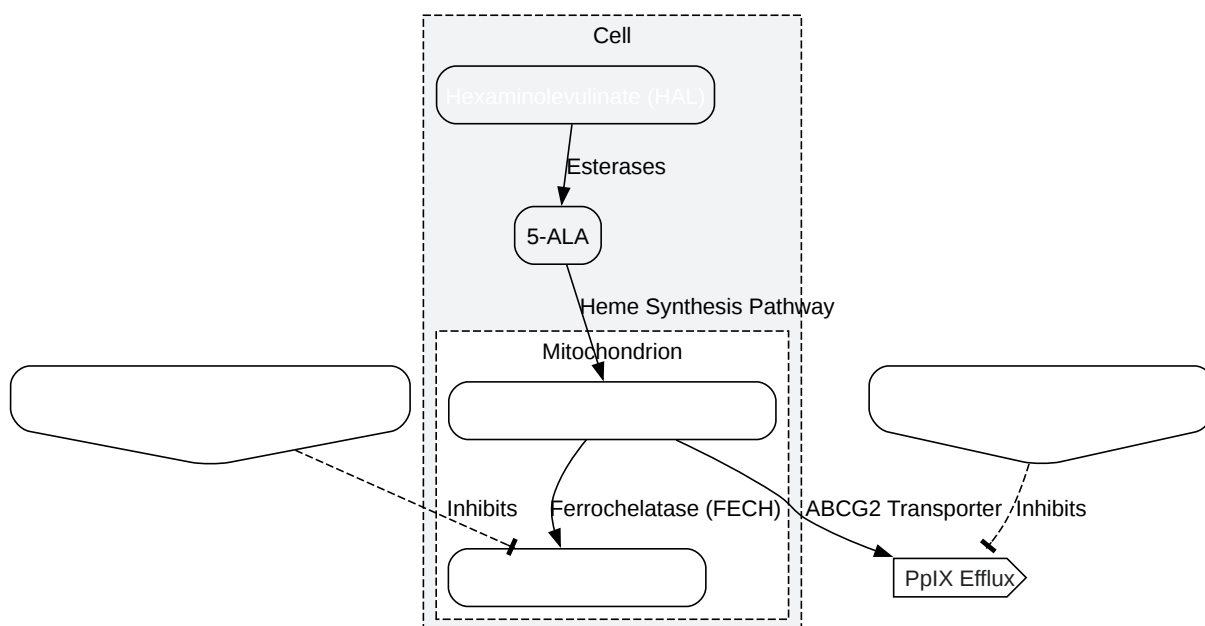 Cell
Hexaminolevulinate (HAL)
Esterases
5-ALA
Heme Synthesis Pathway
Mitochondrion
Inhibits
Ferrochelatase (FECH)
ABCG2 Transporter
Inhibits
PpIX Efflux